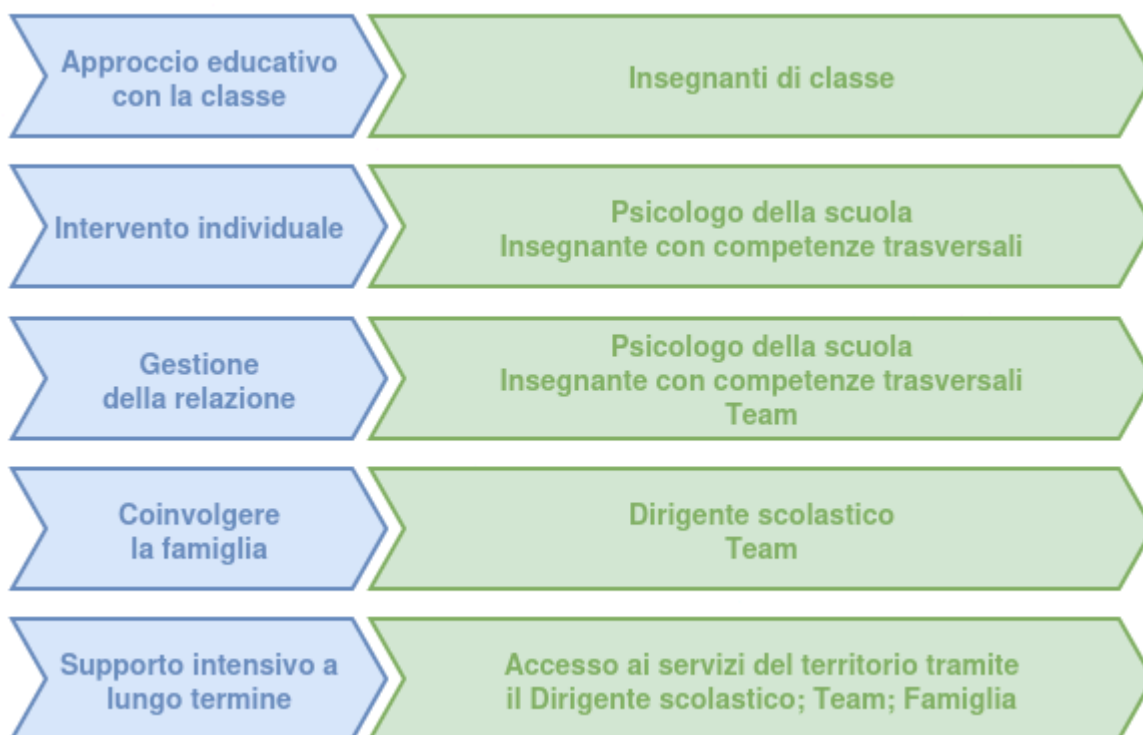 Approccio educativo
con la classe
Insegnanti di classe
Intervento individuale
Psicologo della scuola
Insegnante con competenze trasversali
Gestione
della relazione
Psicologo della scuola
Insegnante con competenze trasversali
Team
Coinvolgere
la famiglia
Dirigente scolastico
Team
Supporto intensivo a
lungo termine
Accesso ai servizi del territorio tramite
il Dirigente scolastico; Team; Famiglia